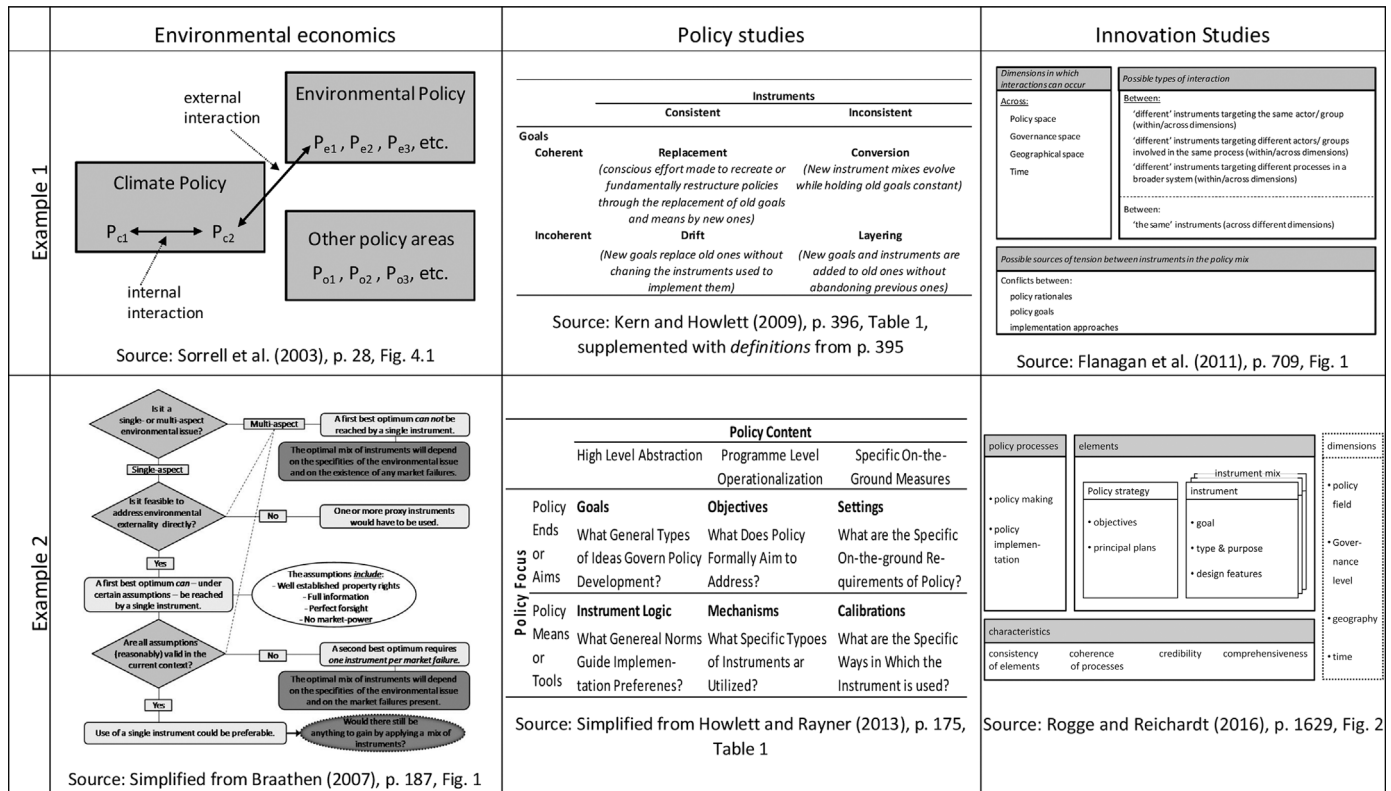 Environmental economics
Policy studies
Innovation Studies
Example 1
external
interaction
Environmental Policy
Pe1 , Pe2 , Pe3, etc.
Climate Policy
Pc1
Pc2
Other policy areas
Po1 , Po2 , Po3, etc.
internal
interaction
Source: Sorrell et al. (2003), p. 28, Fig. 4.1
Instruments
Consistent
Inconsistent
Goals
Coherent
Replacement
(conscious effort made to recreate or
fundamentally restructure policies
through the replacement of old goals
and means by new ones)
Conversion
(New instrument mixes evolve
while holding old goals constant)
Incoherent
Drift
(New goals replace old ones without
chaning the instruments used to
implement them)
Layering
(New goals and instruments are
added to old ones without
abandoning previous ones)
Source: Kern and Howlett (2009), p. 396, Table 1,
supplemented with definitions from p. 395
Dimensions in which
interactions can occur
Across:
Policy space
Governance space
Geographical space
Time
Possible types of interaction
Between:
‘different’ instruments targeting the same actor/ group
(within/across dimensions)
‘different’ instruments targeting different actors/ groups
involved in the same process (within/across dimensions)
‘different’ instruments targeting different processes in a
broader system (within/across dimensions)
Between:
‘the same’ instruments (across different dimensions)
Possible sources of tension between instruments in the policy mix
Conflicts between:
policy rationales
policy goals
implementation approaches
Source: Flanagan et al. (2011), p. 709, Fig. 1
Example 2
Is it a
single- or multi-aspect
environmental issue?
Multi-aspect
A first best optimum can not be
reached by a single instrument.
The optimal mix of instruments will depend
on the specifities of the environmental issue
and on the existence of any market failures.
Single-aspect
Is it feasible to
address environmental
externality directly?
No
One or more proxy instruments
would have to be used.
Yes
A first best optimum can – under
certain assumptions – be reached
by a single instrument.
The assumptions include:
- Well established property rights
- Full information
- Perfect forsight
- No market-power
Are all assumptions
(reasonably) valid in the
current context?
No
A second best optimum requires
one instrument per market failure.
The optimal mix of instruments will depend
on the specifities of the environmental issue
and on the market failures present.
Yes
Use of a single instrument could be preferable.
Would there still be
anything to gain by applying a mix of
instruments?
Source: Simplified from Braathen (2007), p. 187, Fig. 1
Policy Content
High Level Abstraction
Programme Level
Operationalization
Specific On-the-
Ground Measures
Policy Focus
Policy
Ends
or
Aims
Goals
What General Types
of Ideas Govern Policy
Development?
Objectives
What Does Policy
Formally Aim to
Address?
Settings
What are the Specific
On-the-ground Re-
quirements of Policy?
Policy
Means
or
Tools
Instrument Logic
What Genereal Norms
Guide Implemen-
tation Preferenes?
Mechanisms
What Specific Typoes
of Instruments ar
Utilized?
Calibrations
What are the Specific
Ways in Which the
Instrument is used?
Source: Simplified from Howlett and Rayner (2013), p. 175,
Table 1
policy processes
• policy making
• policy
implemen-
tation
elements
Policy strategy
• objectives
• principal plans
instrument mix
instrument
• goal
• type & purpose
• design features
dimensions
• policy
field
• Gover-
nance
level
• geography
• time
characteristics
consistency
of elements
coherence
of processes
credibility
comprehensiveness
Source: Rogge and Reichardt (2016), p. 1629, Fig. 2